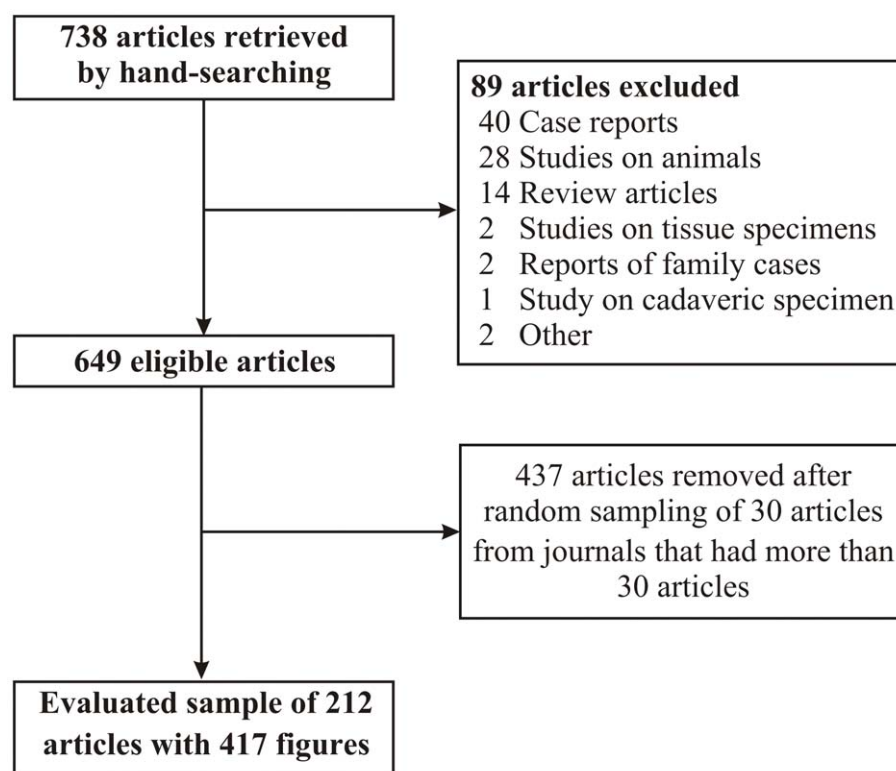 738 articles retrieved
by hand-searching
89 articles excluded
40 Case reports
28 Studies on animals
14 Review articles
2 Studies on tissue specimens
2 Reports of family cases
1 Study on cadaveric specimen
2 Other
649 eligible articles
437 articles removed after
random sampling of 30 articles
from journals that had more than
30 articles
Evaluated sample of 212
articles with 417 figures